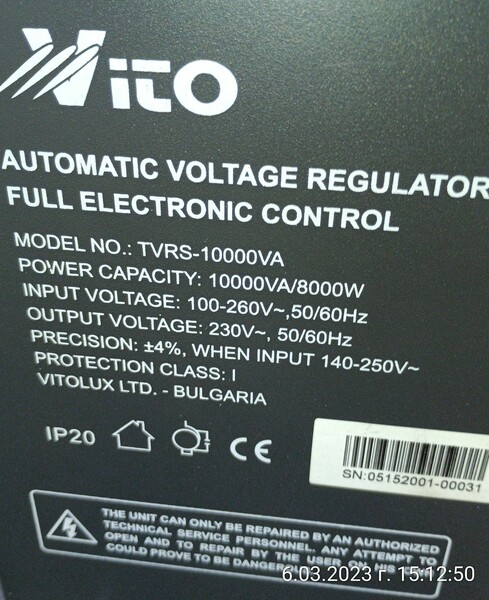 Vito
AUTOMATIC VOLTAGE REGULATOR
FULL ELECTRONIC CONTROL
MODEL NO.: TVRS-10000VA
POWER CAPACITY: 10000VA/8000W
INPUT VOLTAGE: 100-260V~,50/60Hz
OUTPUT VOLTAGE: 230V~, 50/60Hz
PRECISION: ±4%, WHEN INPUT 140-250V~
PROTECTION CLASS: I
VITOLUX LTD. - BULGARIA
IP20 CE
SN:05152001-00031
THE UNIT CAN ONLY BE REPAIRED BY AN AUTHORIZED
TECHNICAL SERVICE PERSONNEL. ANY ATTEMPT TO
OPEN AND TO REPAIR BY THE USER ON HIS
COULD PROVE TO BE DANGEROUS
6.03.2023 г. 15:12:50